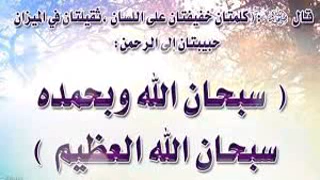 قال ﷺ : ( كلمتان خفيفتان على اللسان ، ثقيلتان في الميزان
حبيبتان الى الرحمن :
( سبحان الله وبحمده
سبحان الله العظيم )